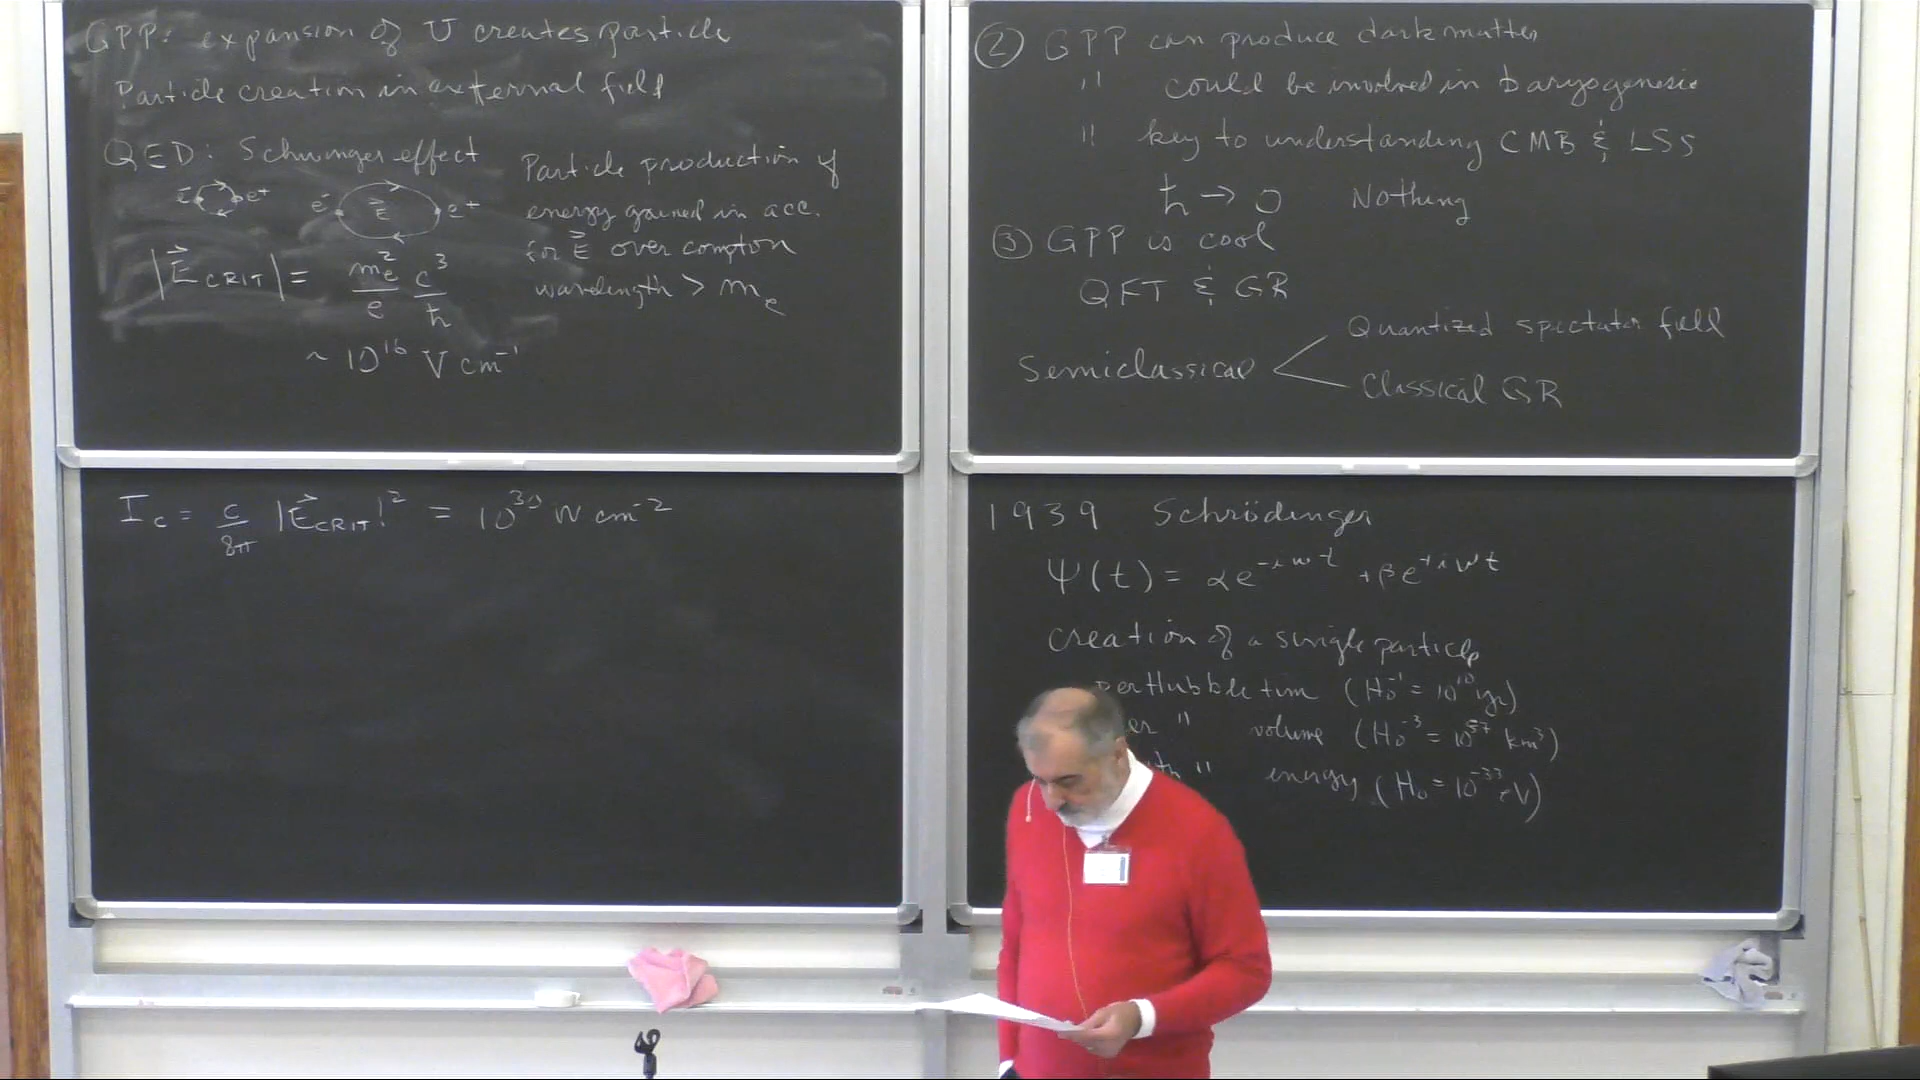 GPP: expansion of U creates particle
Particle creation in external field
QED: Schwinger effect
e⁻ e⁺ e⁻ E⃗ e⁺
Particle production if
energy gained in acc.
for E⃗ over compton
wavelength > mₑ
|E⃗ CRIT| = mₑ²/e c³/ħ
~ 10¹⁶ V cm⁻¹
I_c = c/8π |E⃗ CRIT|² = 10³⁰ W cm⁻²
② GPP can produce dark matter
" could be involved in baryogenesis
" key to understanding CMB & LSS
ħ → 0 Nothing
③ GPP is cool
QFT & GR
Semiclassical
Quantized spectator field
Classical GR
1939 Schrödinger
Ψ(t) = αe^{-iωt} + βe^{+iωt}
creation of a single particle
per Hubble time (H₀⁻¹ = 10¹⁰ yr)
" volume (H₀⁻³ = 10⁶⁷ km³)
" energy (H₀ = 10⁻³³ eV)